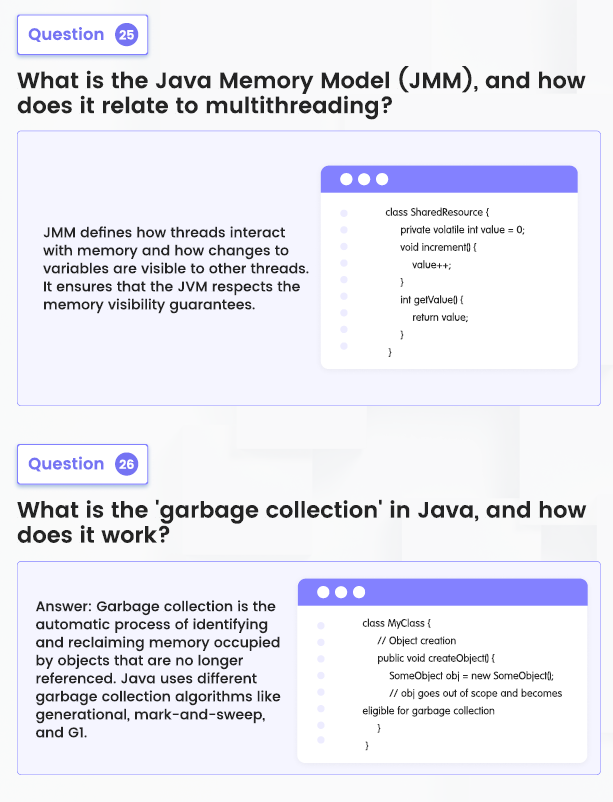 Question 25
What is the Java Memory Model (JMM), and how
does it relate to multithreading?
JMM defines how threads interact
with memory and how changes to
variables are visible to other threads.
It ensures that the JVM respects the
memory visibility guarantees.
class SharedResource {
private volatile int value = 0;
void increment() {
value++;
}
int getValue() {
return value;
}
}
Question 26
What is the 'garbage collection' in Java, and how
does it work?
Answer: Garbage collection is the
automatic process of identifying
and reclaiming memory occupied
by objects that are no longer
referenced. Java uses different
garbage collection algorithms like
generational, mark-and-sweep,
and G1.
class MyClass {
// Object creation
public void createObject() {
SomeObject obj = new SomeObject();
// obj goes out of scope and becomes
eligible for garbage collection
}
}